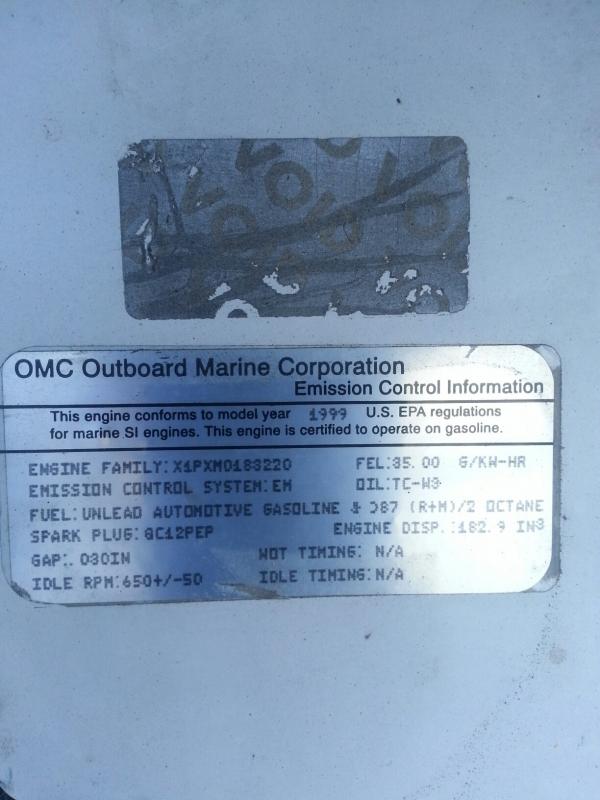 VOID
VOID
OMC Outboard Marine Corporation
Emission Control Information
This engine conforms to model year 1999 U.S. EPA regulations
for marine SI engines. This engine is certified to operate on gasoline.
ENGINE FAMILY: X1PXM0183220 FEL:35.00 G/KW-HR
EMISSION CONTROL SYSTEM:EM OIL:TC-W3
FUEL:UNLEAD AUTOMOTIVE GASOLINE & >87 (R+M)/2 OCTANE
SPARK PLUG: QC12PEP ENGINE DISP.:182.9 IN3
GAP:.030IN WOT TIMING: N/A
IDLE RPM:650+/-50 IDLE TIMING:N/A